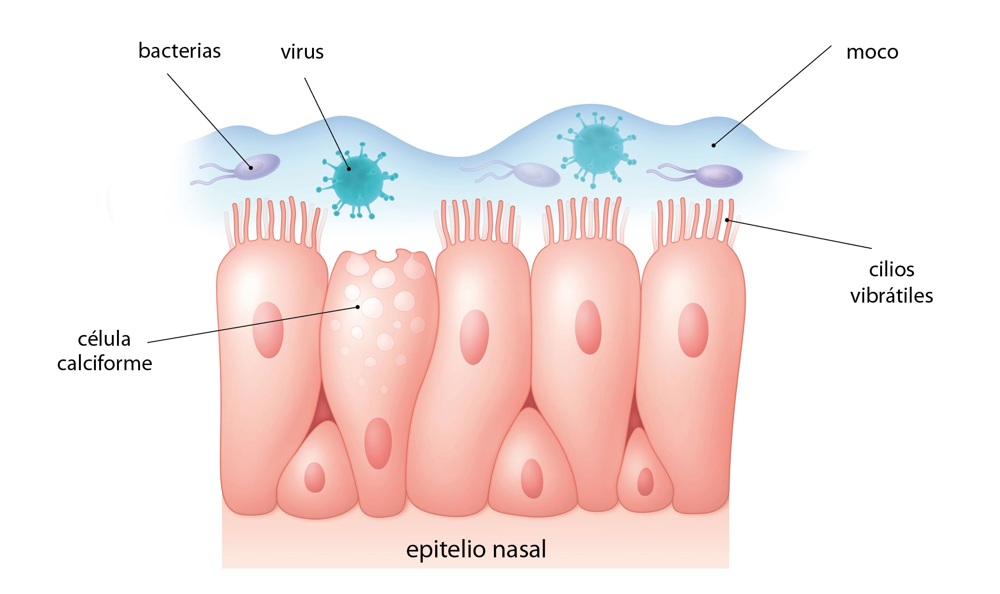 bacterias
virus
moco
cilios
vibrátiles
célula
calciforme
epitelio nasal